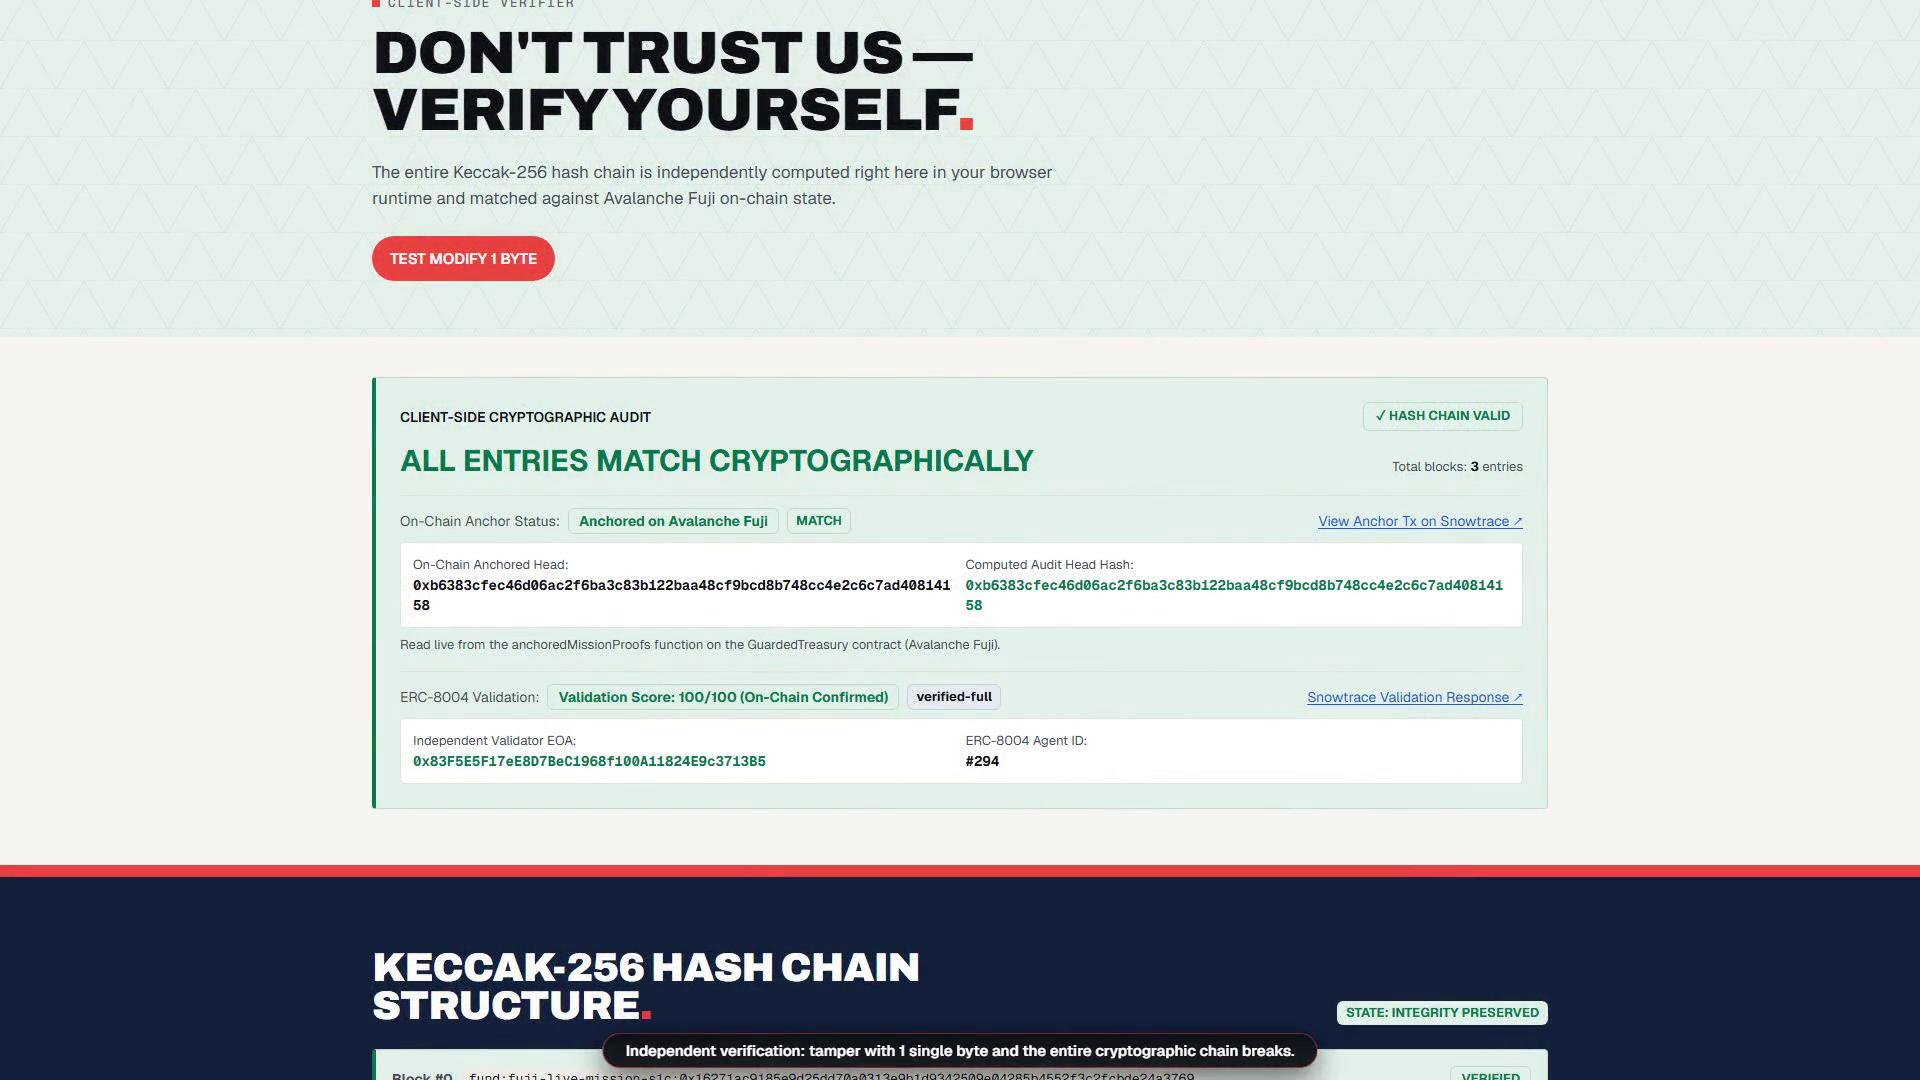 CLIENT-SIDE VERIFIER
DON'T TRUST US —
VERIFY YOURSELF.
The entire Keccak-256 hash chain is independently computed right here in your browser
runtime and matched against Avalanche Fuji on-chain state.
TEST MODIFY 1 BYTE
CLIENT-SIDE CRYPTOGRAPHIC AUDIT
✓ HASH CHAIN VALID
ALL ENTRIES MATCH CRYPTOGRAPHICALLY
Total blocks: 3 entries
On-Chain Anchor Status: Anchored on Avalanche Fuji MATCH
View Anchor Tx on Snowtrace ↗
On-Chain Anchored Head:
0xb6383cfec46d06ac2f6ba3c83b122baa48cf9bcd8b748cc4e2c6c7ad408141
58
Computed Audit Head Hash:
0xb6383cfec46d06ac2f6ba3c83b122baa48cf9bcd8b748cc4e2c6c7ad408141
58
Read live from the anchoredMissionProofs function on the GuardedTreasury contract (Avalanche Fuji).
ERC-8004 Validation: Validation Score: 100/100 (On-Chain Confirmed) verified-full
Snowtrace Validation Response ↗
Independent Validator EOA:
0x83F5E5F17eE8D7BeC1968f100A11824E9c3713B5
ERC-8004 Agent ID:
#294
KECCAK-256 HASH CHAIN
STRUCTURE.
STATE: INTEGRITY PRESERVED
Independent verification: tamper with 1 single byte and the entire cryptographic chain breaks.
Block #0
VERIFIED